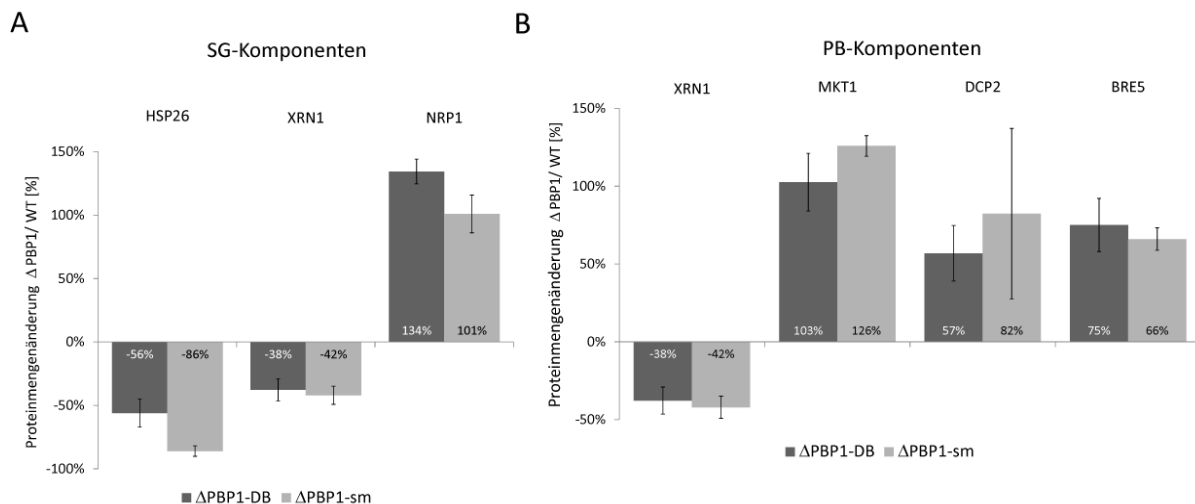 A
SG-Komponenten
HSP26 XRN1 NRP1
Proteinmengenänderung ΔPBP1/ WT [%]
150%
100%
50%
0%
-50%
-100%
-56% -86% -38% -42% 134% 101%
ΔPBP1-DB ΔPBP1-sm
B
PB-Komponenten
XRN1 MKT1 DCP2 BRE5
Proteinmengenänderung Δ PBP1/ WT [%]
150%
100%
50%
0%
-50%
-38% -42% 103% 126% 57% 82% 75% 66%
ΔPBP1-DB ΔPBP1-sm